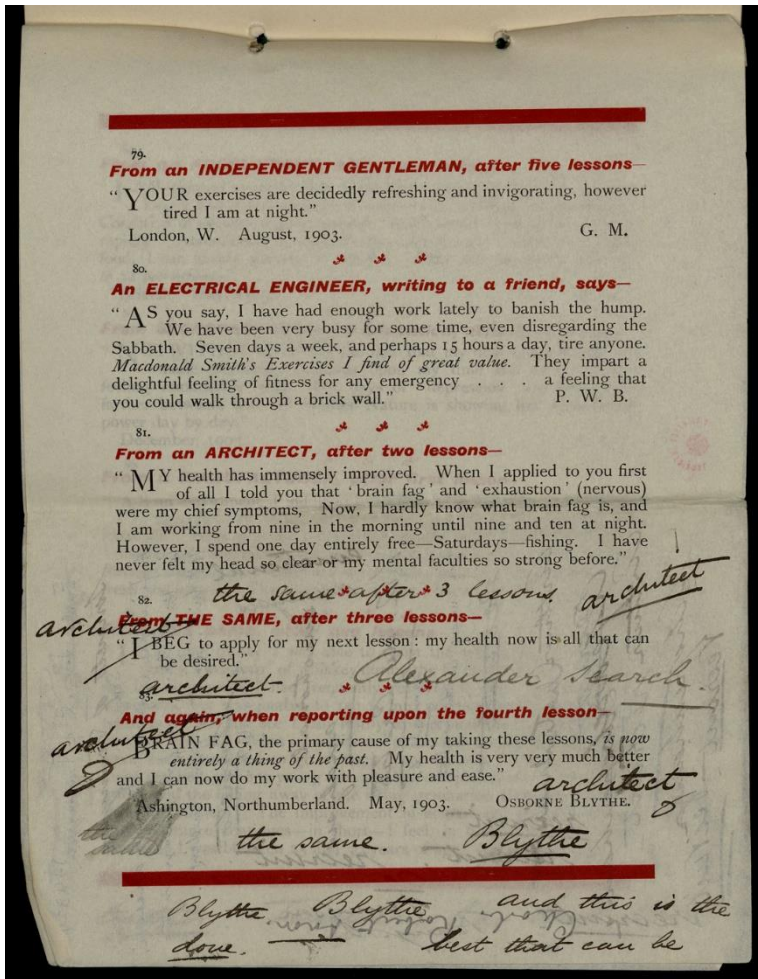 79.
From an INDEPENDENT GENTLEMAN, after five lessons—
“ YOUR exercises are decidedly refreshing and invigorating, however
tired I am at night.”
London, W. August, 1903. G. M.
80.
An ELECTRICAL ENGINEER, writing to a friend, says—
“ AS you say, I have had enough work lately to banish the hump.
We have been very busy for some time, even disregarding the
Sabbath. Seven days a week, and perhaps 15 hours a day, tire anyone.
Macdonald Smith's Exercises I find of great value. They impart a
delightful feeling of fitness for any emergency . . . a feeling that
you could walk through a brick wall.” P. W. B.
81.
From an ARCHITECT, after two lessons—
“ MY health has immensely improved. When I applied to you first
of all I told you that ‘ brain fag ’ and ‘ exhaustion ’ (nervous)
were my chief symptoms, Now, I hardly know what brain fag is, and
I am working from nine in the morning until nine and ten at night.
However, I spend one day entirely free—Saturdays—fishing. I have
never felt my head so clear or my mental faculties so strong before.”
the same after 3 lessons. architect
82.
architect
From THE SAME, after three lessons—
“ I BEG to apply for my next lesson : my health now is all that can
be desired.”
Alexander Search.
83. architect.
And again, when reporting upon the fourth lesson—
architect
BRAIN FAG, the primary cause of my taking these lessons, is now
entirely a thing of the past. My health is very very much better
and I can now do my work with pleasure and ease.”
architect
Ashington, Northumberland. May, 1903. OSBORNE BLYTHE.
the same. Blythe
Blythe Blythe and this is the
done. best that can be